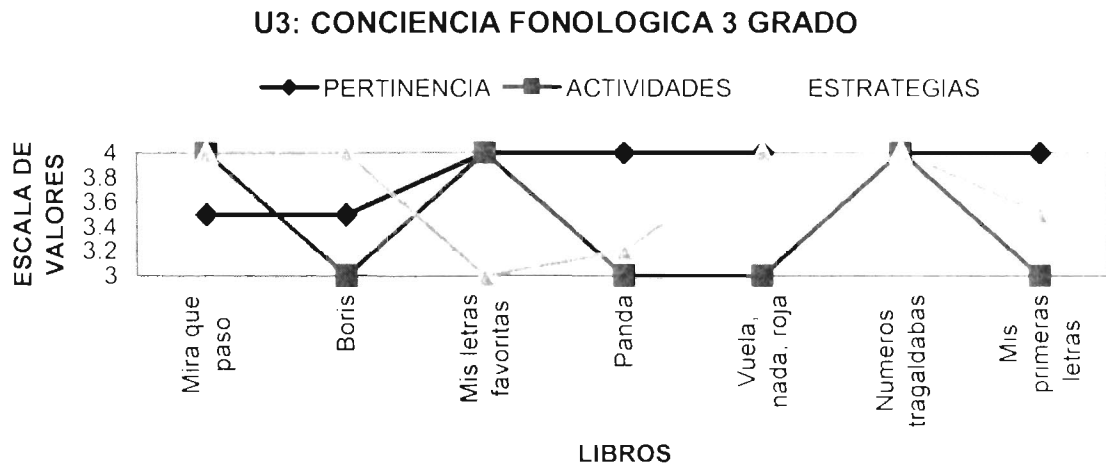 U3: CONCIENCIA FONOLOGICA 3 GRADO
PERTINENCIA ACTIVIDADES ESTRATEGIAS
ESCALA DE
VALORES
4
3.8
3.6
3.4
3.2
3
Mira que
paso
Boris
Mis letras
favoritas
Panda
Vuela,
nada, roja
Numeros
tragaldabas
Mis
primeras
letras
LIBROS